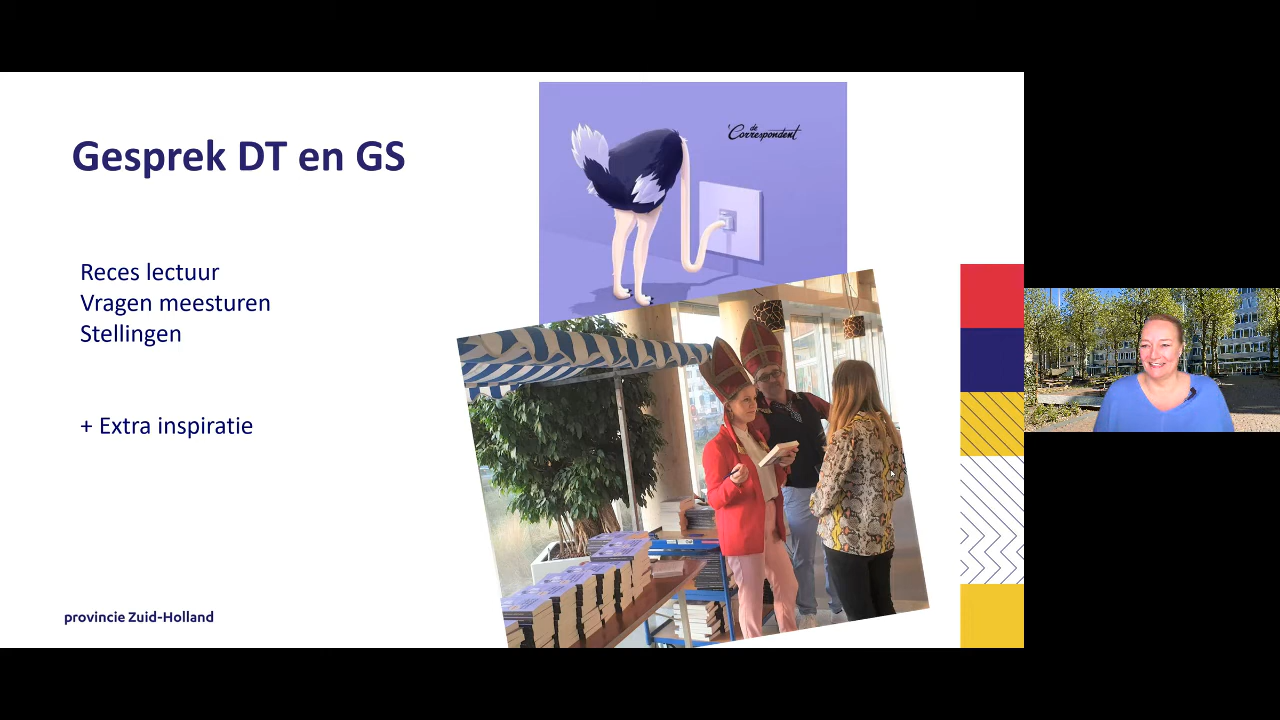 Gesprek DT en GS
de
Correspondent
Reces lectuur
Vragen meesturen
Stellingen
+ Extra inspiratie
provincie Zuid-Holland